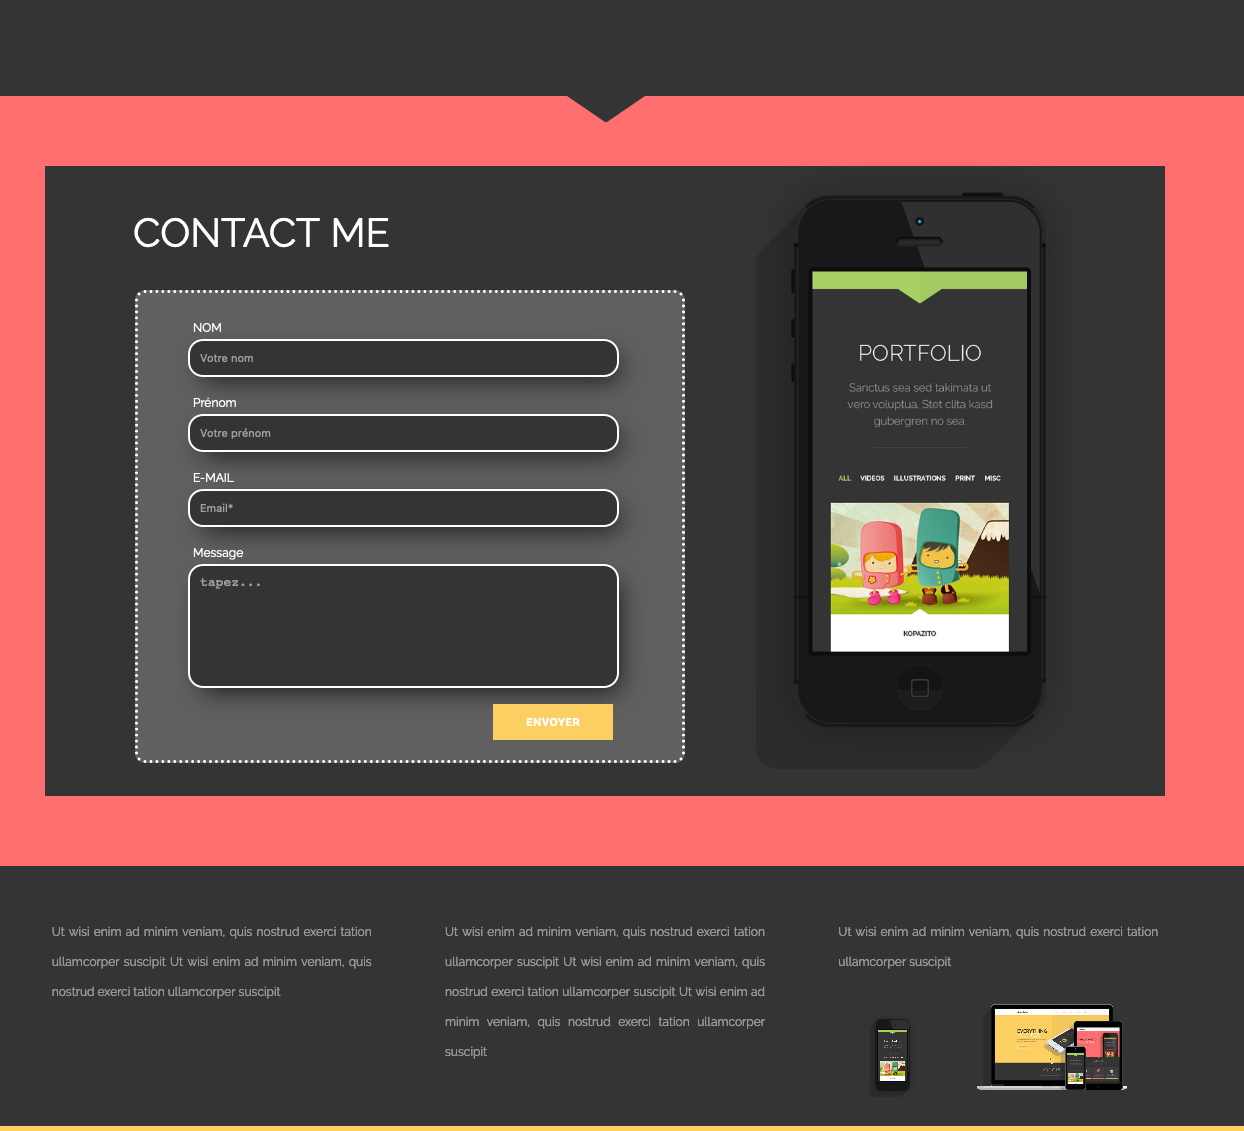 CONTACT ME
NOM
Votre nom
Prénom
Votre prénom
E-MAIL
Email*
Message
tapez...
ENVOYER
PORTFOLIO
Sanctus sea sed takimata ut
vero voluptua. Stet clita kasd
gubergren no sea.
ALL VIDEOS ILLUSTRATIONS PRINT MISC
KOPAZITO
Ut wisi enim ad minim veniam, quis nostrud exerci tation
ullamcorper suscipit Ut wisi enim ad minim veniam, quis
nostrud exerci tation ullamcorper suscipit
Ut wisi enim ad minim veniam, quis nostrud exerci tation
ullamcorper suscipit Ut wisi enim ad minim veniam, quis
nostrud exerci tation ullamcorper suscipit Ut wisi enim ad
minim veniam, quis nostrud exerci tation ullamcorper
suscipit
Ut wisi enim ad minim veniam, quis nostrud exerci tation
ullamcorper suscipit
EVERYTHING